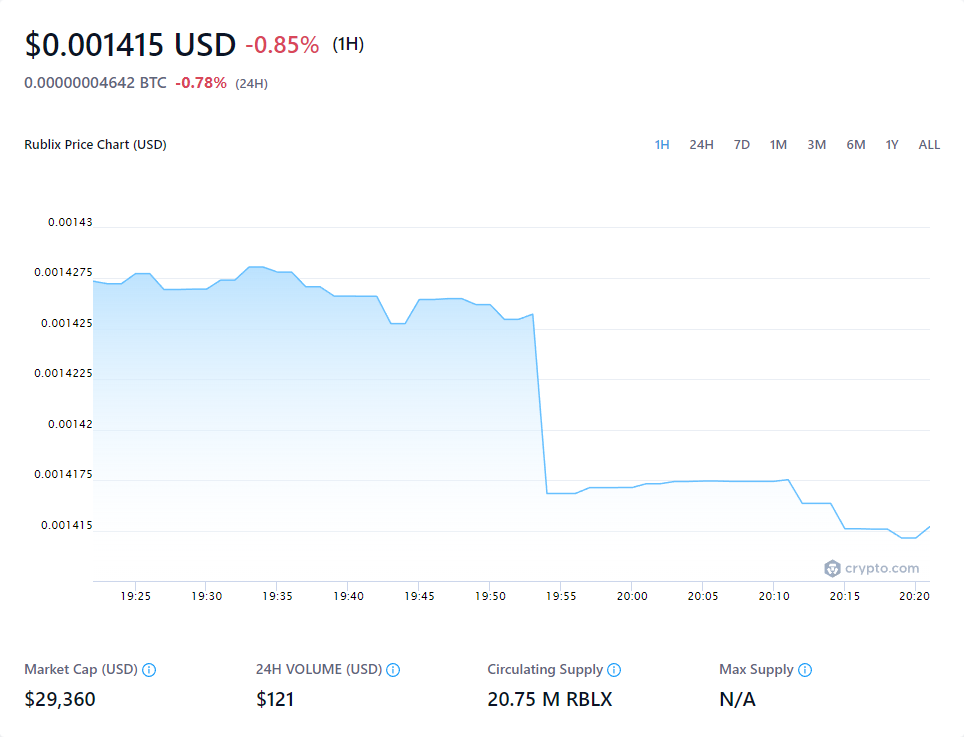 $0.001415 USD -0.85% (1H)
0.00000004642 BTC -0.78% (24H)
Rublix Price Chart (USD)
1H 24H 7D 1M 3M 6M 1Y ALL
0.00143
0.0014275
0.001425
0.0014225
0.00142
0.0014175
0.001415
crypto.com
19:25 19:30 19:35 19:40 19:45 19:50 19:55 20:00 20:05 20:10 20:15 20:20
Market Cap (USD) 24H VOLUME (USD) Circulating Supply Max Supply
$29,360 $121 20.75 M RBLX N/A